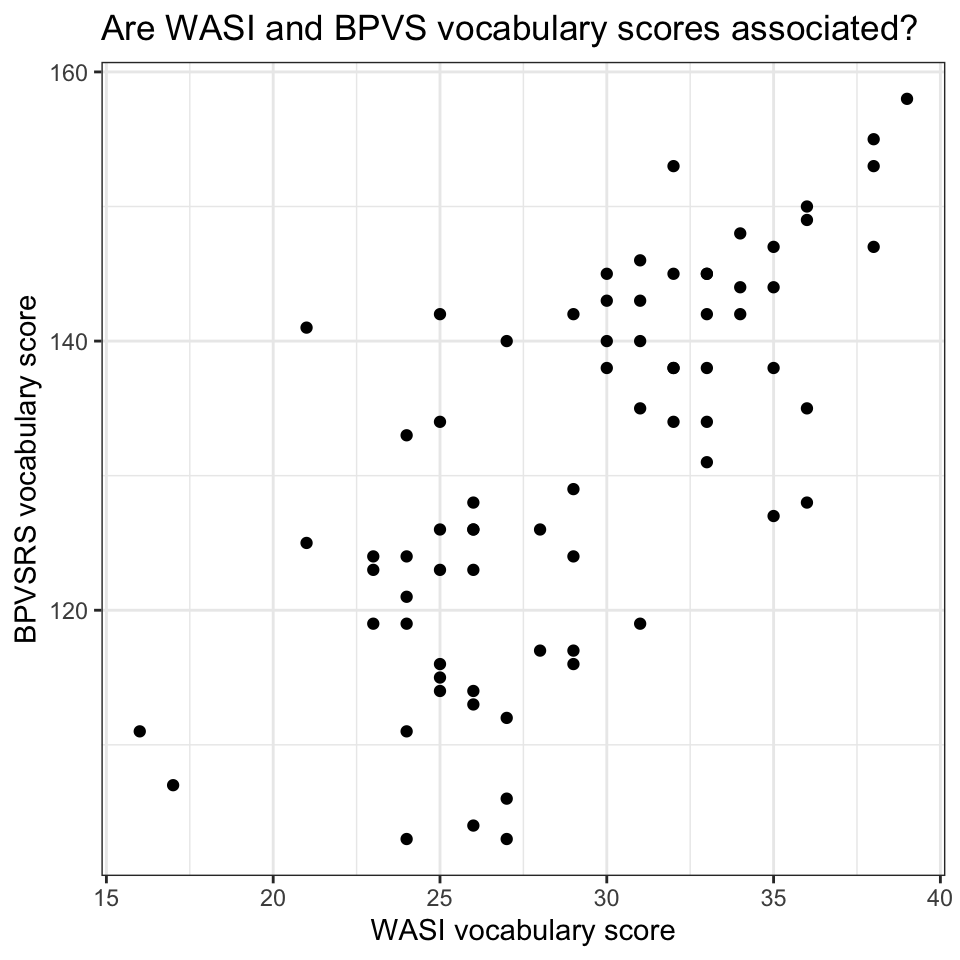 Are WASI and BPVS vocabulary scores associated?
160
140
120
BPVSRS vocabulary score
15 20 25 30 35 40
WASI vocabulary score